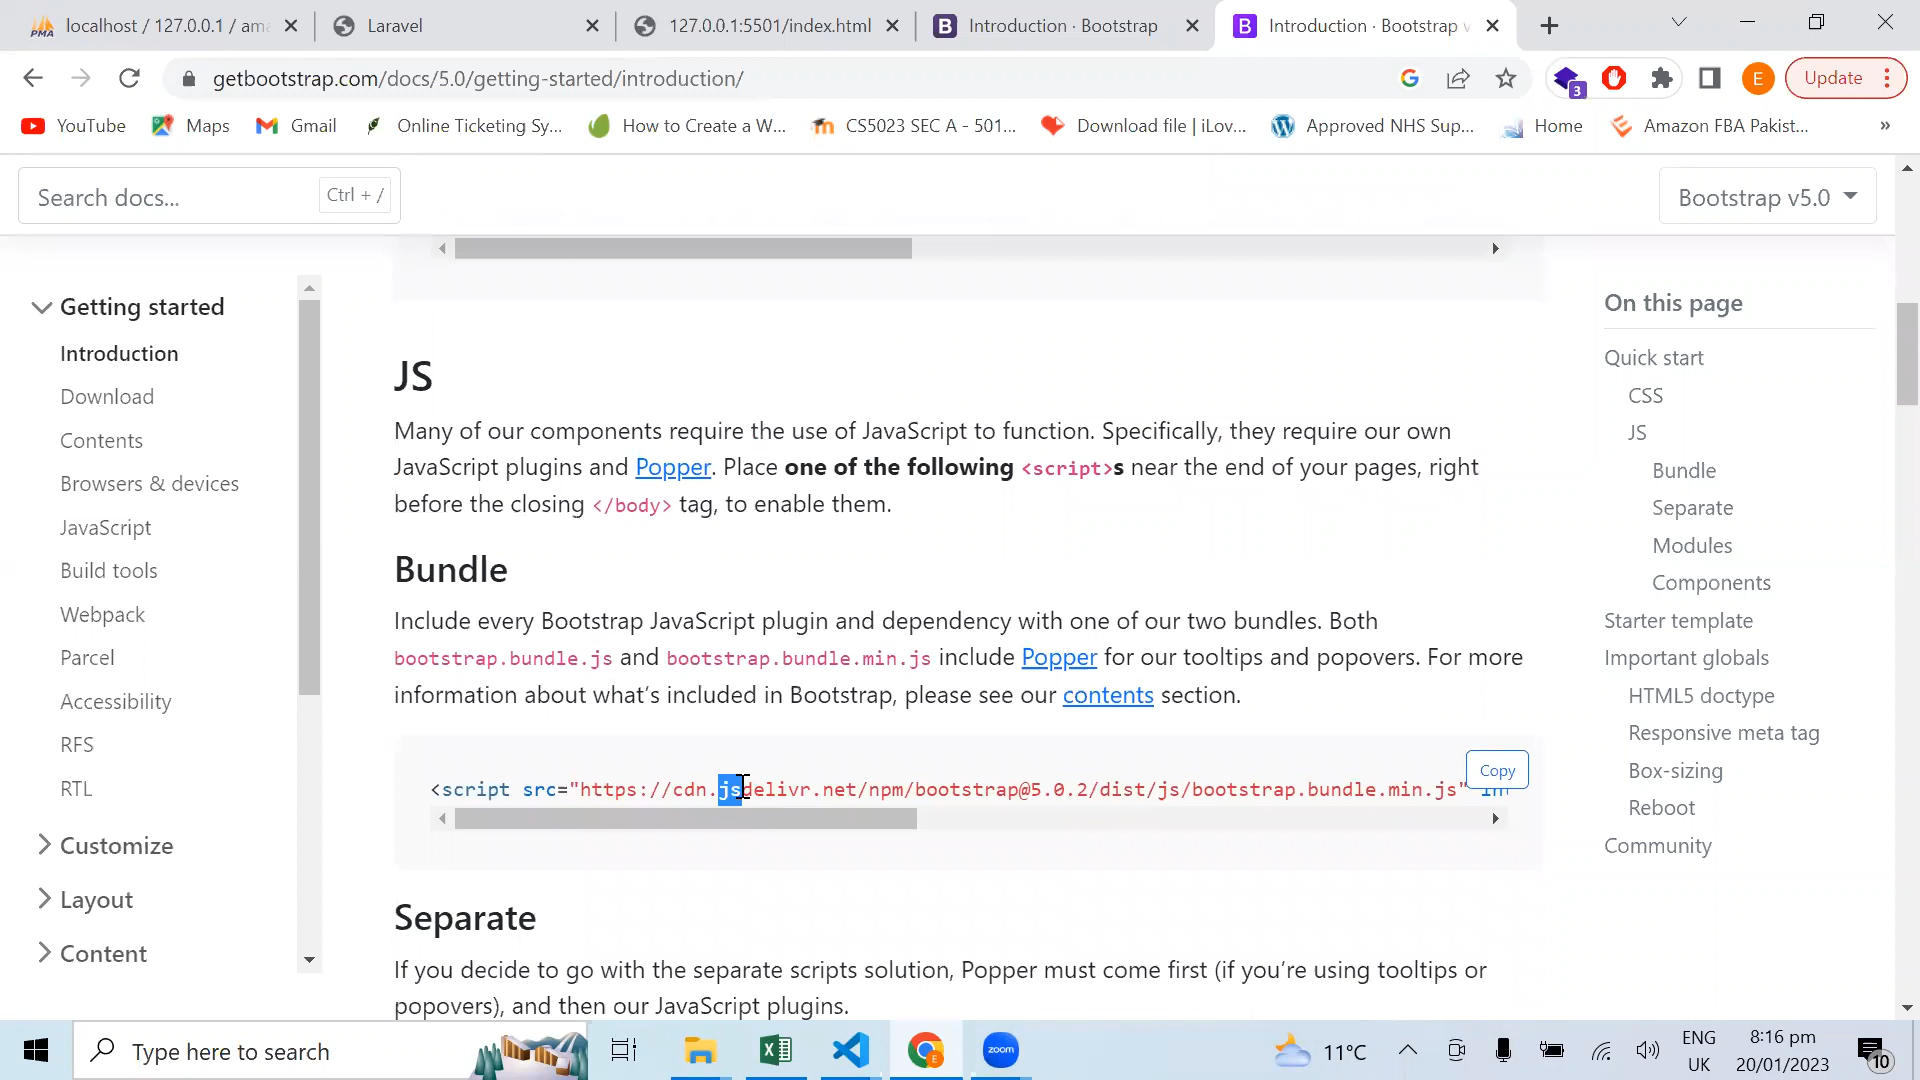 localhost / 127.0.0.1 / am
Laravel
127.0.0.1:5501/index.html
Introduction · Bootstrap
Introduction · Bootstrap v
getbootstrap.com/docs/5.0/getting-started/introduction/
3
E
Update
YouTube
Maps
Gmail
Online Ticketing Sy...
How to Create a W...
CS5023 SEC A - 501...
Download file | iLov...
Approved NHS Sup...
Home
Amazon FBA Pakist...
»
Search docs...
Ctrl + /
Bootstrap v5.0
Getting started
Introduction
Download
Contents
Browsers & devices
JavaScript
Build tools
Webpack
Parcel
Accessibility
RFS
RTL
Customize
Layout
Content
JS
Many of our components require the use of JavaScript to function. Specifically, they require our own
JavaScript plugins and Popper. Place one of the following <script>s near the end of your pages, right
before the closing </body> tag, to enable them.
Bundle
Include every Bootstrap JavaScript plugin and dependency with one of our two bundles. Both
bootstrap.bundle.js and bootstrap.bundle.min.js include Popper for our tooltips and popovers. For more
information about what's included in Bootstrap, please see our contents section.
<script src="https://cdn.jsdelivr.net/npm/bootstrap@5.0.2/dist/js/bootstrap.bundle.min.js"
Copy
Separate
If you decide to go with the separate scripts solution, Popper must come first (if you're using tooltips or
popovers), and then our JavaScript plugins.
On this page
Quick start
CSS
JS
Bundle
Separate
Modules
Components
Starter template
Important globals
HTML5 doctype
Responsive meta tag
Box-sizing
Reboot
Community
Type here to search
zoom
11°C
ENG
UK
8:16 pm
20/01/2023
10